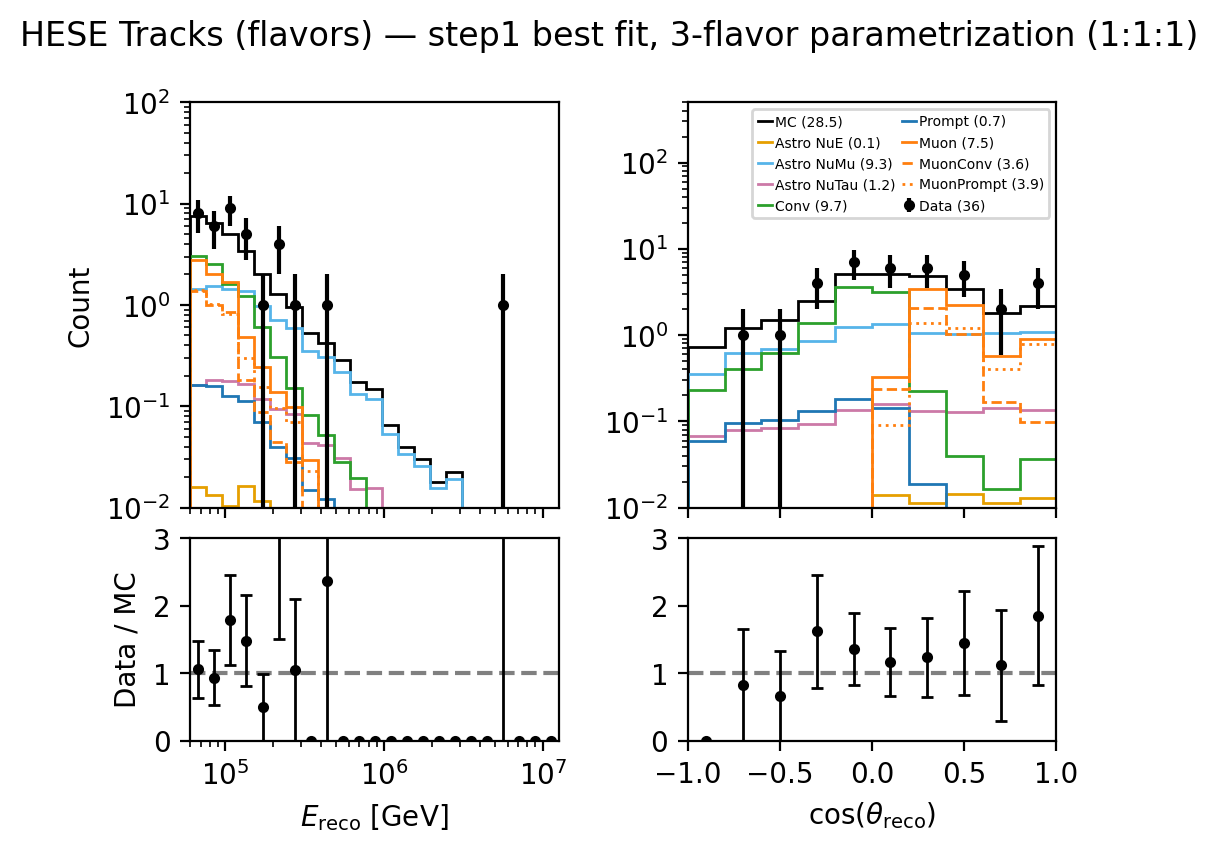 HESE Tracks (flavors) — step1 best fit, 3-flavor parametrization (1:1:1)
Count
10²
10¹
10⁰
10⁻¹
10⁻²
10²
10¹
10⁰
10⁻¹
10⁻²
MC (28.5)
Astro NuE (0.1)
Astro NuMu (9.3)
Astro NuTau (1.2)
Conv (9.7)
Prompt (0.7)
Muon (7.5)
MuonConv (3.6)
MuonPrompt (3.9)
Data (36)
Data / MC
3
2
1
0
10⁵ 10⁶ 10⁷
E_reco [GeV]
3
2
1
0
−1.0 −0.5 0.0 0.5 1.0
cos(θ_reco)